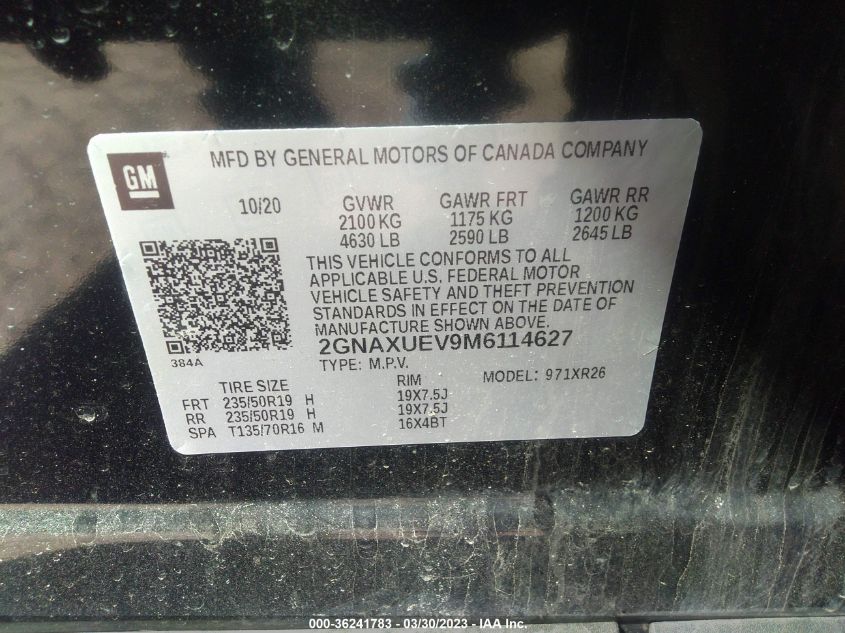 GM
MFD BY GENERAL MOTORS OF CANADA COMPANY
10/20 GVWR GAWR FRT GAWR RR
2100 KG 1175 KG 1200 KG
4630 LB 2590 LB 2645 LB
THIS VEHICLE CONFORMS TO ALL
APPLICABLE U.S. FEDERAL MOTOR
VEHICLE SAFETY AND THEFT PREVENTION
STANDARDS IN EFFECT ON THE DATE OF
MANUFACTURE SHOWN ABOVE.
384A
2GNAXUEV9M6114627
TYPE: M.P.V. MODEL: 971XR26
TIRE SIZE RIM
FRT 235/50R19 H 19X7.5J
RR 235/50R19 H 19X7.5J
SPA T135/70R16 M 16X4BT
000-36241783 - 03/30/2023 - IAA Inc.